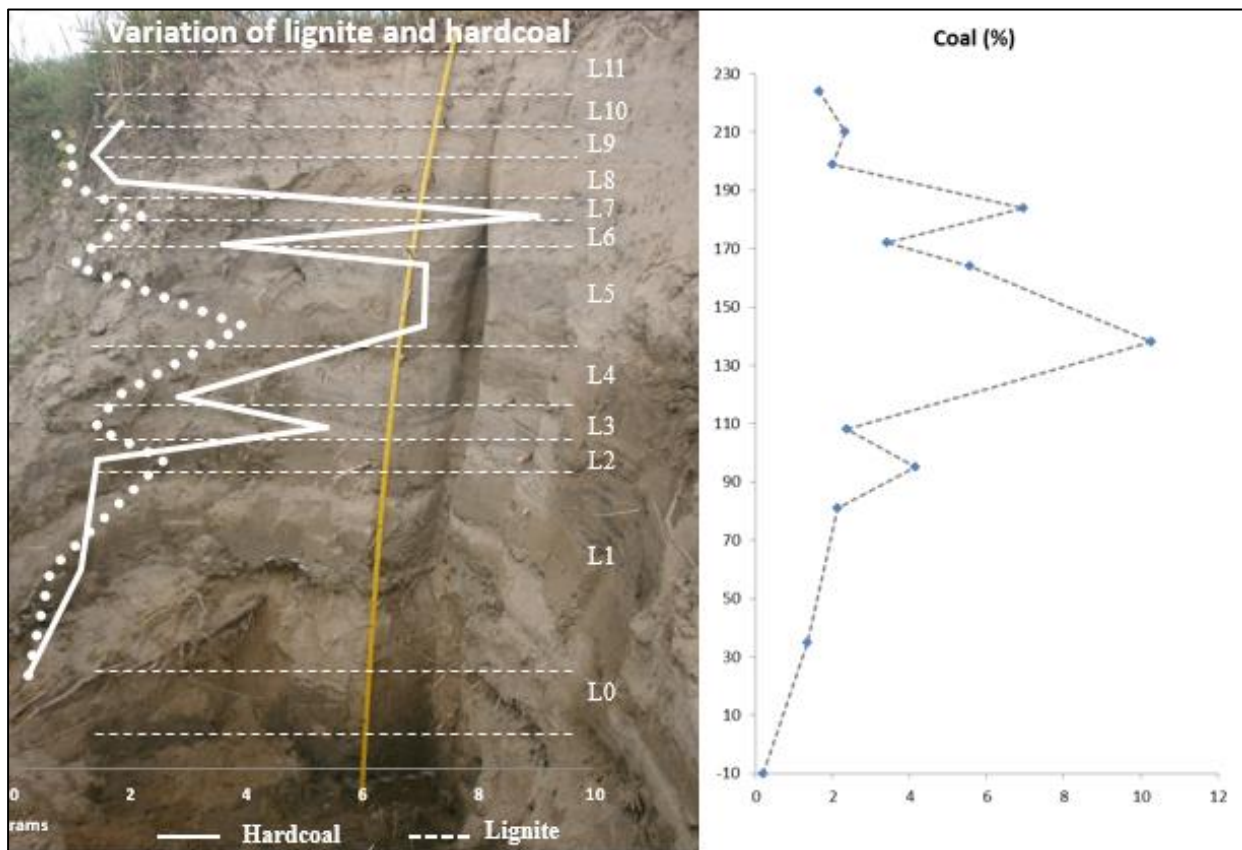 Variation of lignite and hardcoal
L11
L10
L9
L8
L7
L6
L5
L4
L3
L2
L1
L0
0 2 4 6 8 10
rams
Hardcoal Lignite
Coal (%)
230
210
190
170
150
130
110
90
70
50
30
10
-10
0 2 4 6 8 10 12